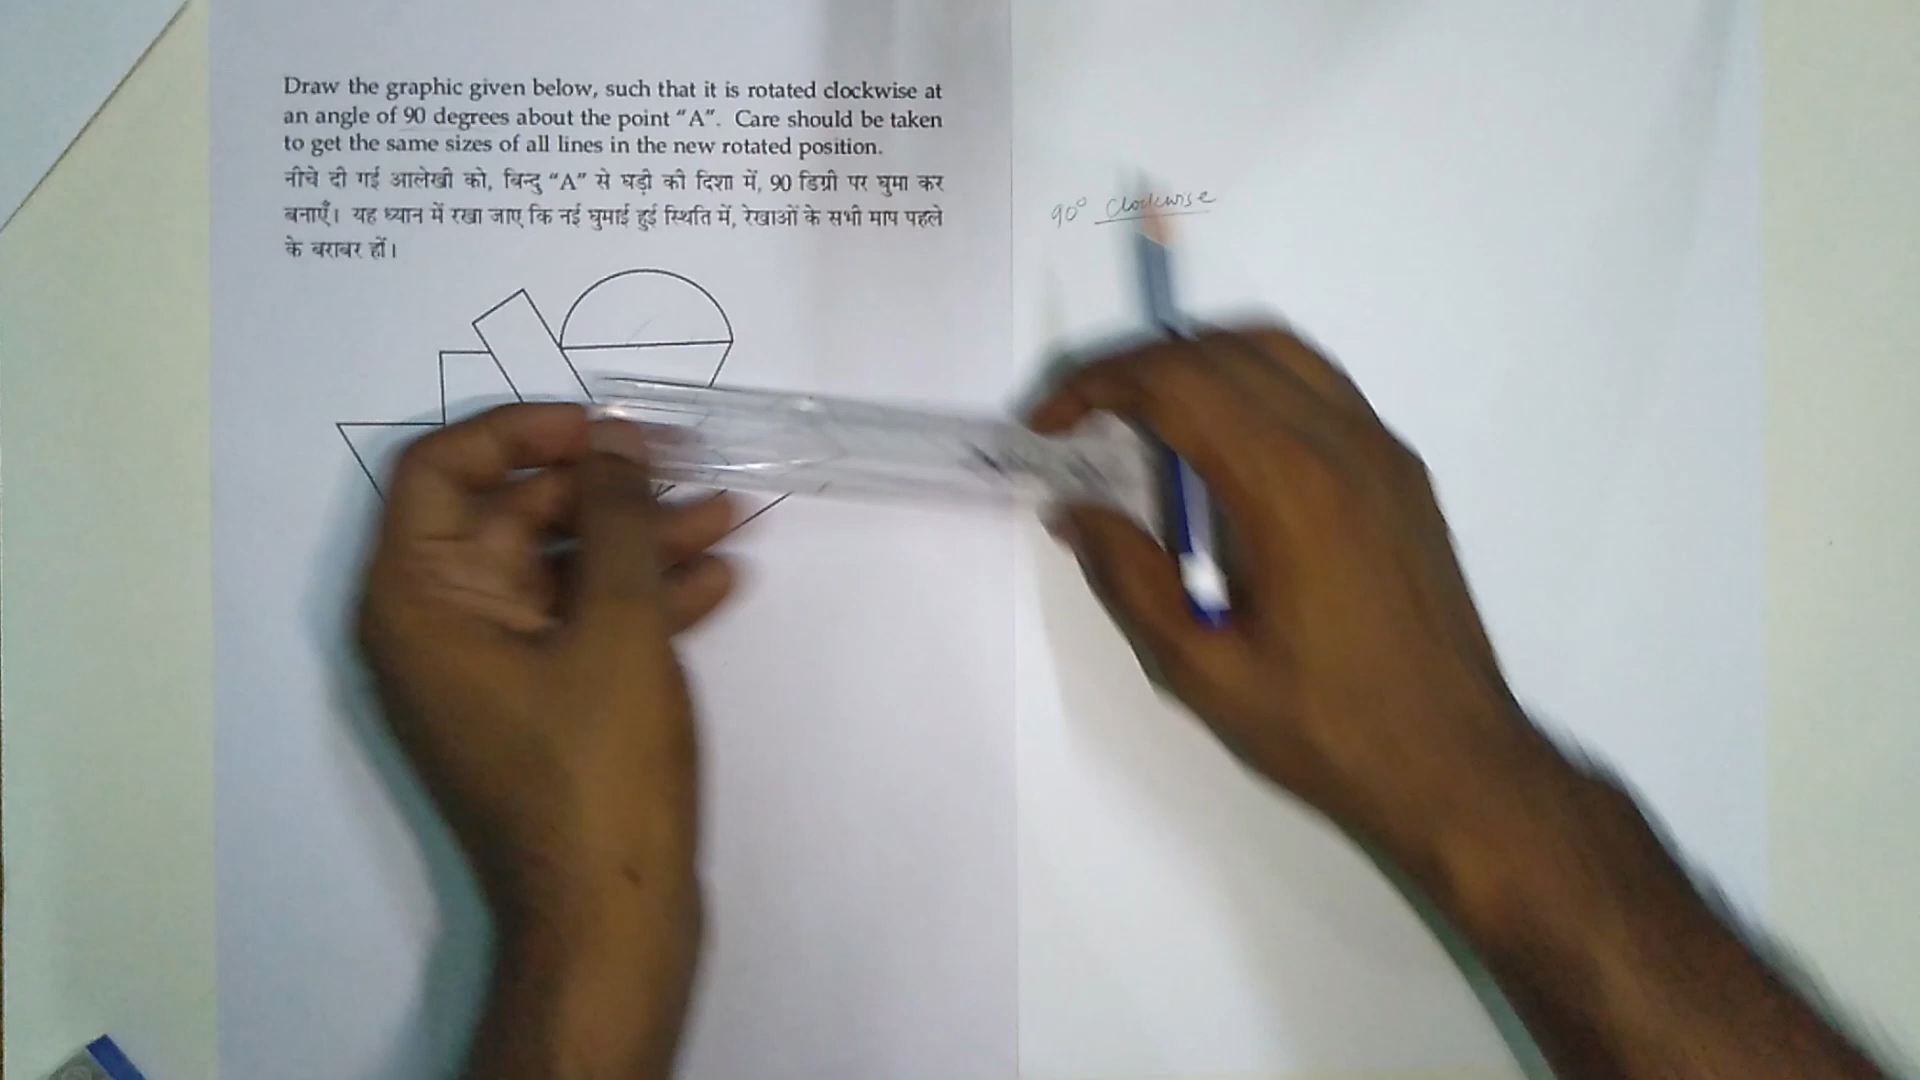 Draw the graphic given below, such that it is rotated clockwise at
an angle of 90 degrees about the point “A”. Care should be taken
to get the same sizes of all lines in the new rotated position.
नीचे दी गई आलेखी को, बिन्दु “A” से घड़ी की दिशा में, 90 डिग्री पर घुमा कर
बनाएँ। यह ध्यान में रखा जाए कि नई घुमाई हुई स्थिति में, रेखाओं के सभी माप पहले
के बराबर हों।
90° clockwise